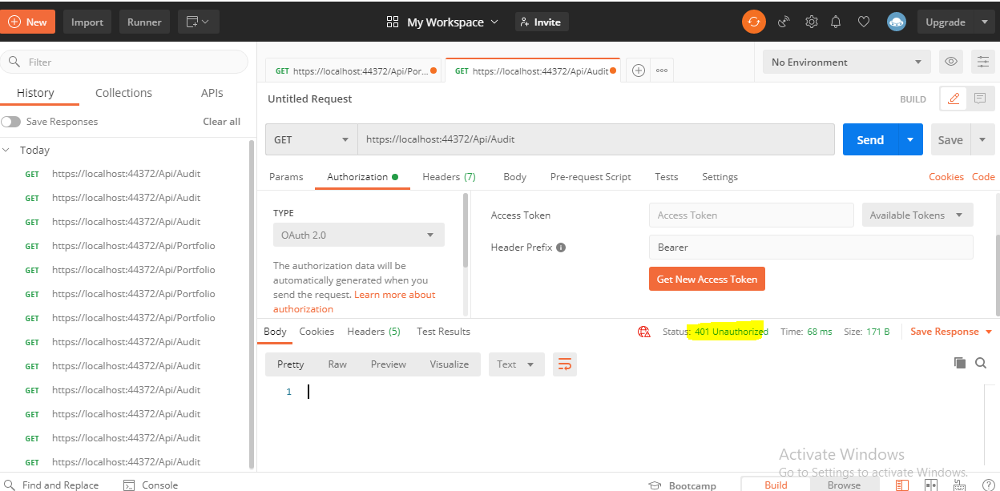 New
Import
Runner
My Workspace
Invite
Upgrade
Filter
History
Collections
APIs
Save Responses
Clear all
Today
GET https://localhost:44372/Api/Audit
GET https://localhost:44372/Api/Audit
GET https://localhost:44372/Api/Audit
GET https://localhost:44372/Api/Portfolio
GET https://localhost:44372/Api/Portfolio
GET https://localhost:44372/Api/Portfolio
GET https://localhost:44372/Api/Portfolio
GET https://localhost:44372/Api/Audit
GET https://localhost:44372/Api/Audit
GET https://localhost:44372/Api/Audit
GET https://localhost:44372/Api/Audit
GET https://localhost:44372/Api/Audit
GET https://localhost:44372/Api/Audit
GET https://localhost:44372/Api/Por...
GET https://localhost:44372/Api/Audit
No Environment
Untitled Request
BUILD
GET
https://localhost:44372/Api/Audit
Send
Save
Params
Authorization
Headers (7)
Body
Pre-request Script
Tests
Settings
Cookies
Code
TYPE
OAuth 2.0
The authorization data will be
automatically generated when you
send the request. Learn more about
authorization
Access Token
Access Token
Available Tokens
Header Prefix
Bearer
Get New Access Token
Body
Cookies
Headers (5)
Test Results
Status: 401 Unauthorized
Time: 68 ms
Size: 171 B
Save Response
Pretty
Raw
Preview
Visualize
Text
1
Activate Windows
Go to Settings to activate Windows.
Find and Replace
Console
Bootcamp
Build
Browse